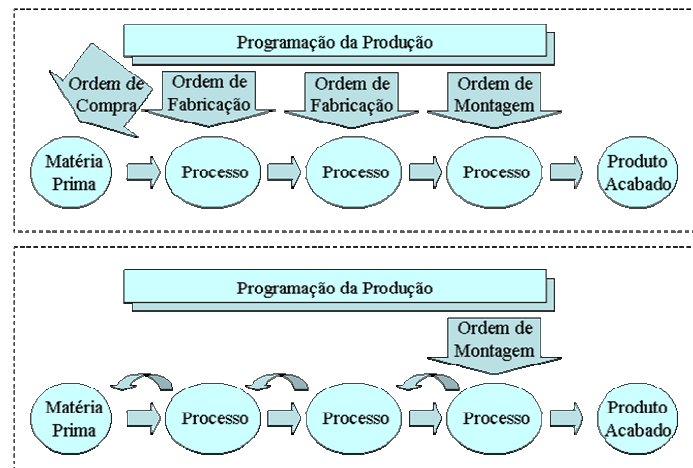 Programação da Produção
Ordem de
Compra
Ordem de
Fabricação
Ordem de
Fabricação
Ordem de
Montagem
Matéria
Prima
Processo
Processo
Processo
Produto
Acabado
Programação da Produção
Ordem de
Montagem
Matéria
Prima
Processo
Processo
Processo
Produto
Acabado